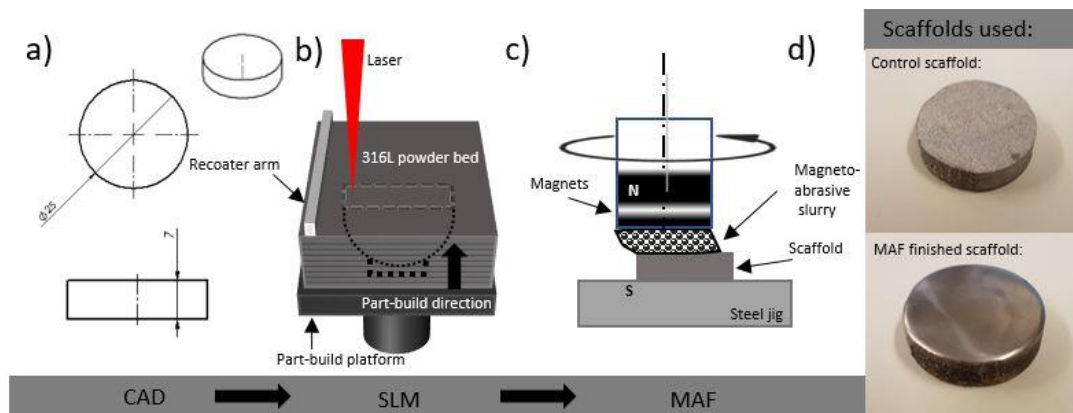 a)
Φ25
7
b)
Laser
316L powder bed
Recoater arm
Part-build direction
Part-build platform
c)
Magnets
N
Magneto-
abrasive
slurry
Scaffold
S
Steel jig
d)
Scaffolds used:
Control scaffold:
MAF finished scaffold:
CAD
SLM
MAF